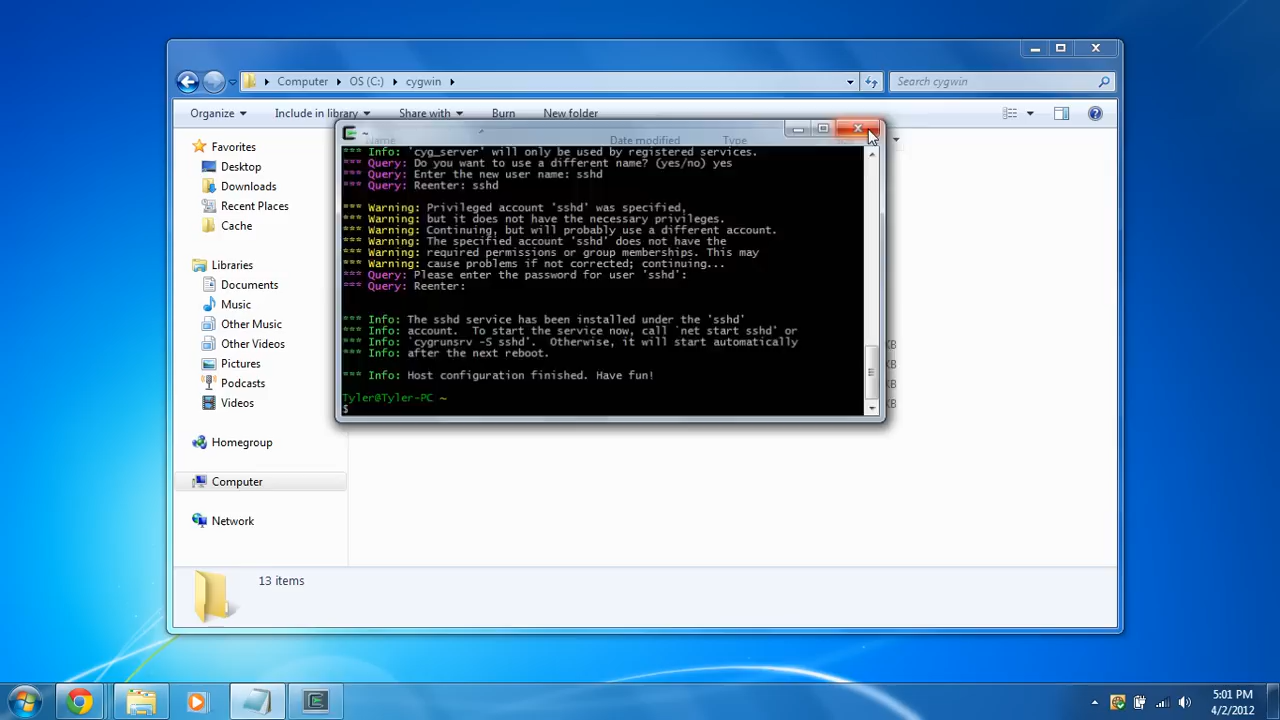 Computer
OS (C:)
cygwin
Search cygwin
Organize
Include in library
Share with
Burn
New folder
~
Name
Date modified
Type
Favorites
Desktop
Downloads
Recent Places
Cache
Libraries
Documents
Music
Other Music
Other Videos
Pictures
Podcasts
Videos
Homegroup
Computer
Network
*** Info: 'cyg_server' will only be used by registered services.
*** Query: Do you want to use a different name? (yes/no) yes
*** Query: Enter the new user name: sshd
*** Query: Reenter: sshd
*** Warning: Privileged account 'sshd' was specified,
*** Warning: but it does not have the necessary privileges.
*** Warning: Continuing, but will probably use a different account.
*** Warning: The specified account 'sshd' does not have the
*** Warning: required permissions or group memberships. This may
*** Warning: cause problems if not corrected; continuing...
*** Query: Please enter the password for user 'sshd':
*** Query: Reenter:
*** Info: The sshd service has been installed under the 'sshd'
*** Info: account.  To start the service now, call `net start sshd' or
*** Info: `cygrunsrv -S sshd'.  Otherwise, it will start automatically
*** Info: after the next reboot.
*** Info: Host configuration finished. Have fun!
Tyler@Tyler-PC ~
$
KB
KB
KB
KB
13 items
5:01 PM
4/2/2012